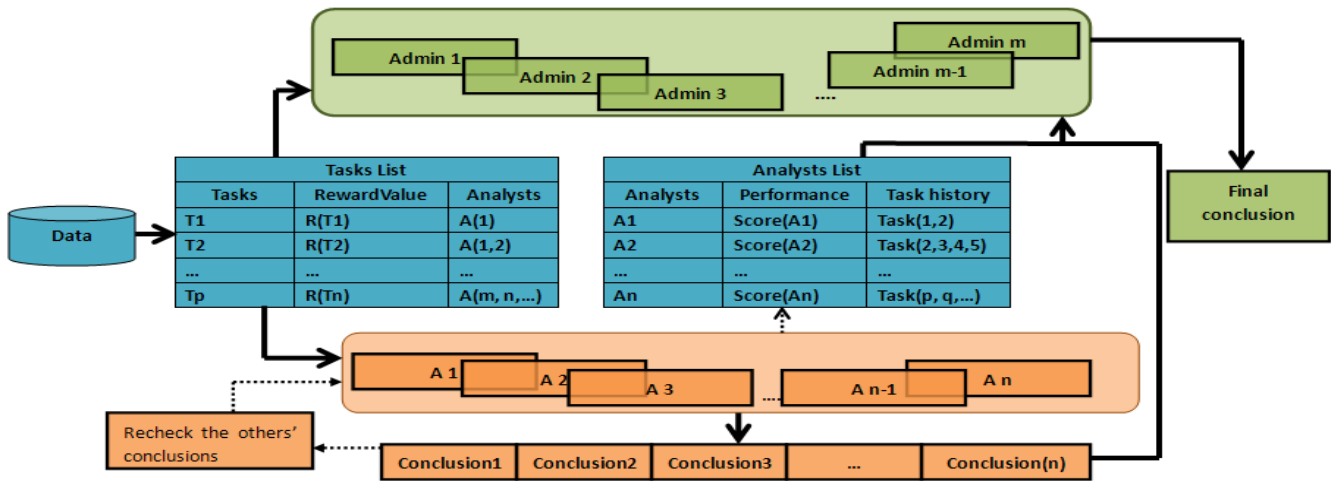 Admin 1
Admin 2
Admin 3
....
Admin m-1
Admin m
Data
Tasks List
Tasks RewardValue Analysts
T1 R(T1) A(1)
T2 R(T2) A(1,2)
... ... ...
Tp R(Tn) A(m, n,...)
Analysts List
Analysts Performance Task history
A1 Score(A1) Task(1,2)
A2 Score(A2) Task(2,3,4,5)
... ... ...
An Score(An) Task(p, q,...)
Final
conclusion
A 1
A 2
A 3
....
A n-1
A n
Recheck the others’
conclusions
Conclusion1 Conclusion2 Conclusion3 ... Conclusion(n)